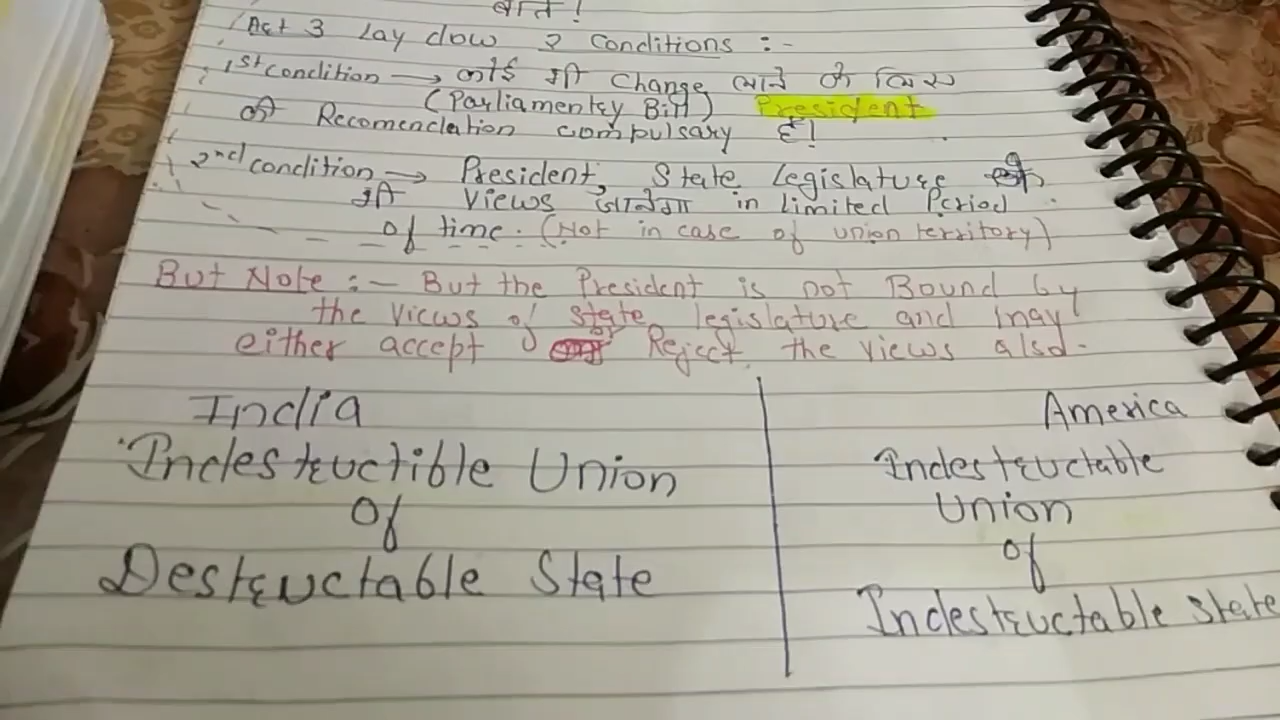 बात!
Act 3 Lay dow 2 Conditions :-
1st condition → कोई भी Change लाने के लिए
(Parliamentry Bill) President
की Recomendation compulsary है!
2nd condition → President, State Legislature की
भी Views जानेगा in limited Period
of time. (Not in case of union territory)
But Note :- But the President is not Bound by
the views of state legislature and may
either accept or Reject the views also.
India
Indestructible Union
Of
Destructable State
America
Indestructable
Union
of
Indestructable state